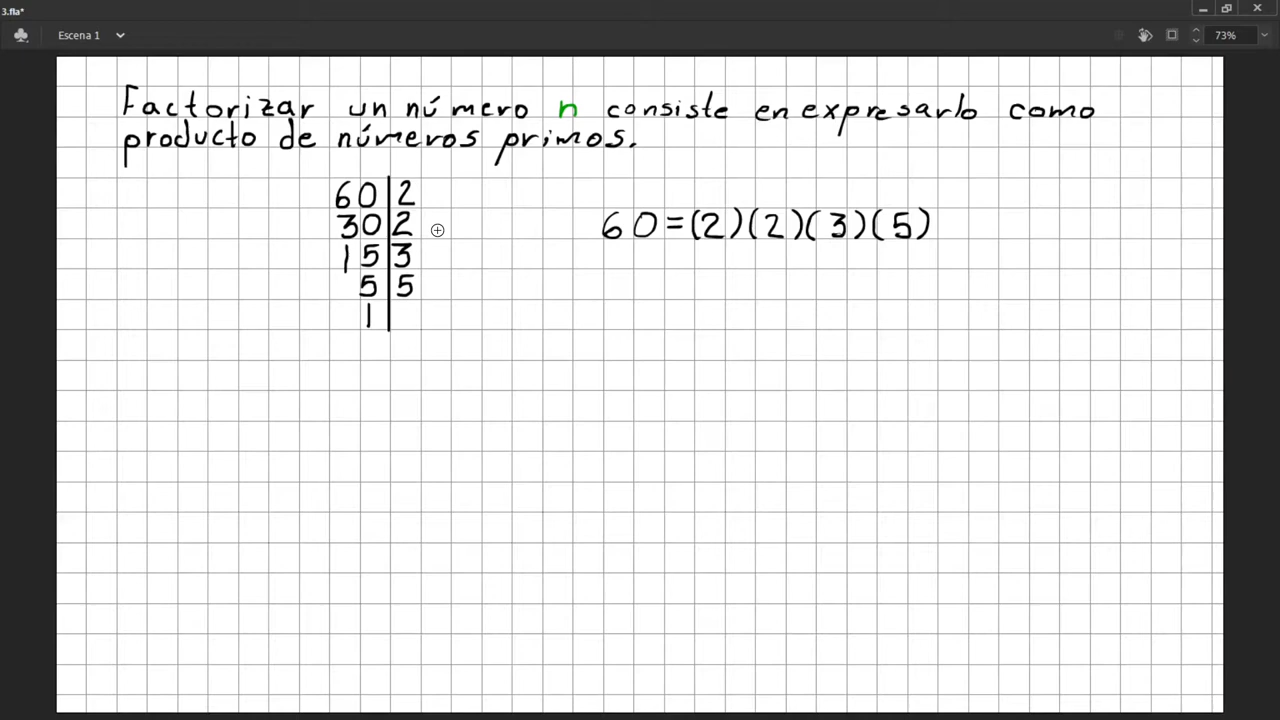 3.fla*
Escena 1
73%
Factorizar un número n consiste en expresarlo como
producto de números primos.
60|2
30|2
15|3
5|5
1|
60=(2)(2)(3)(5)